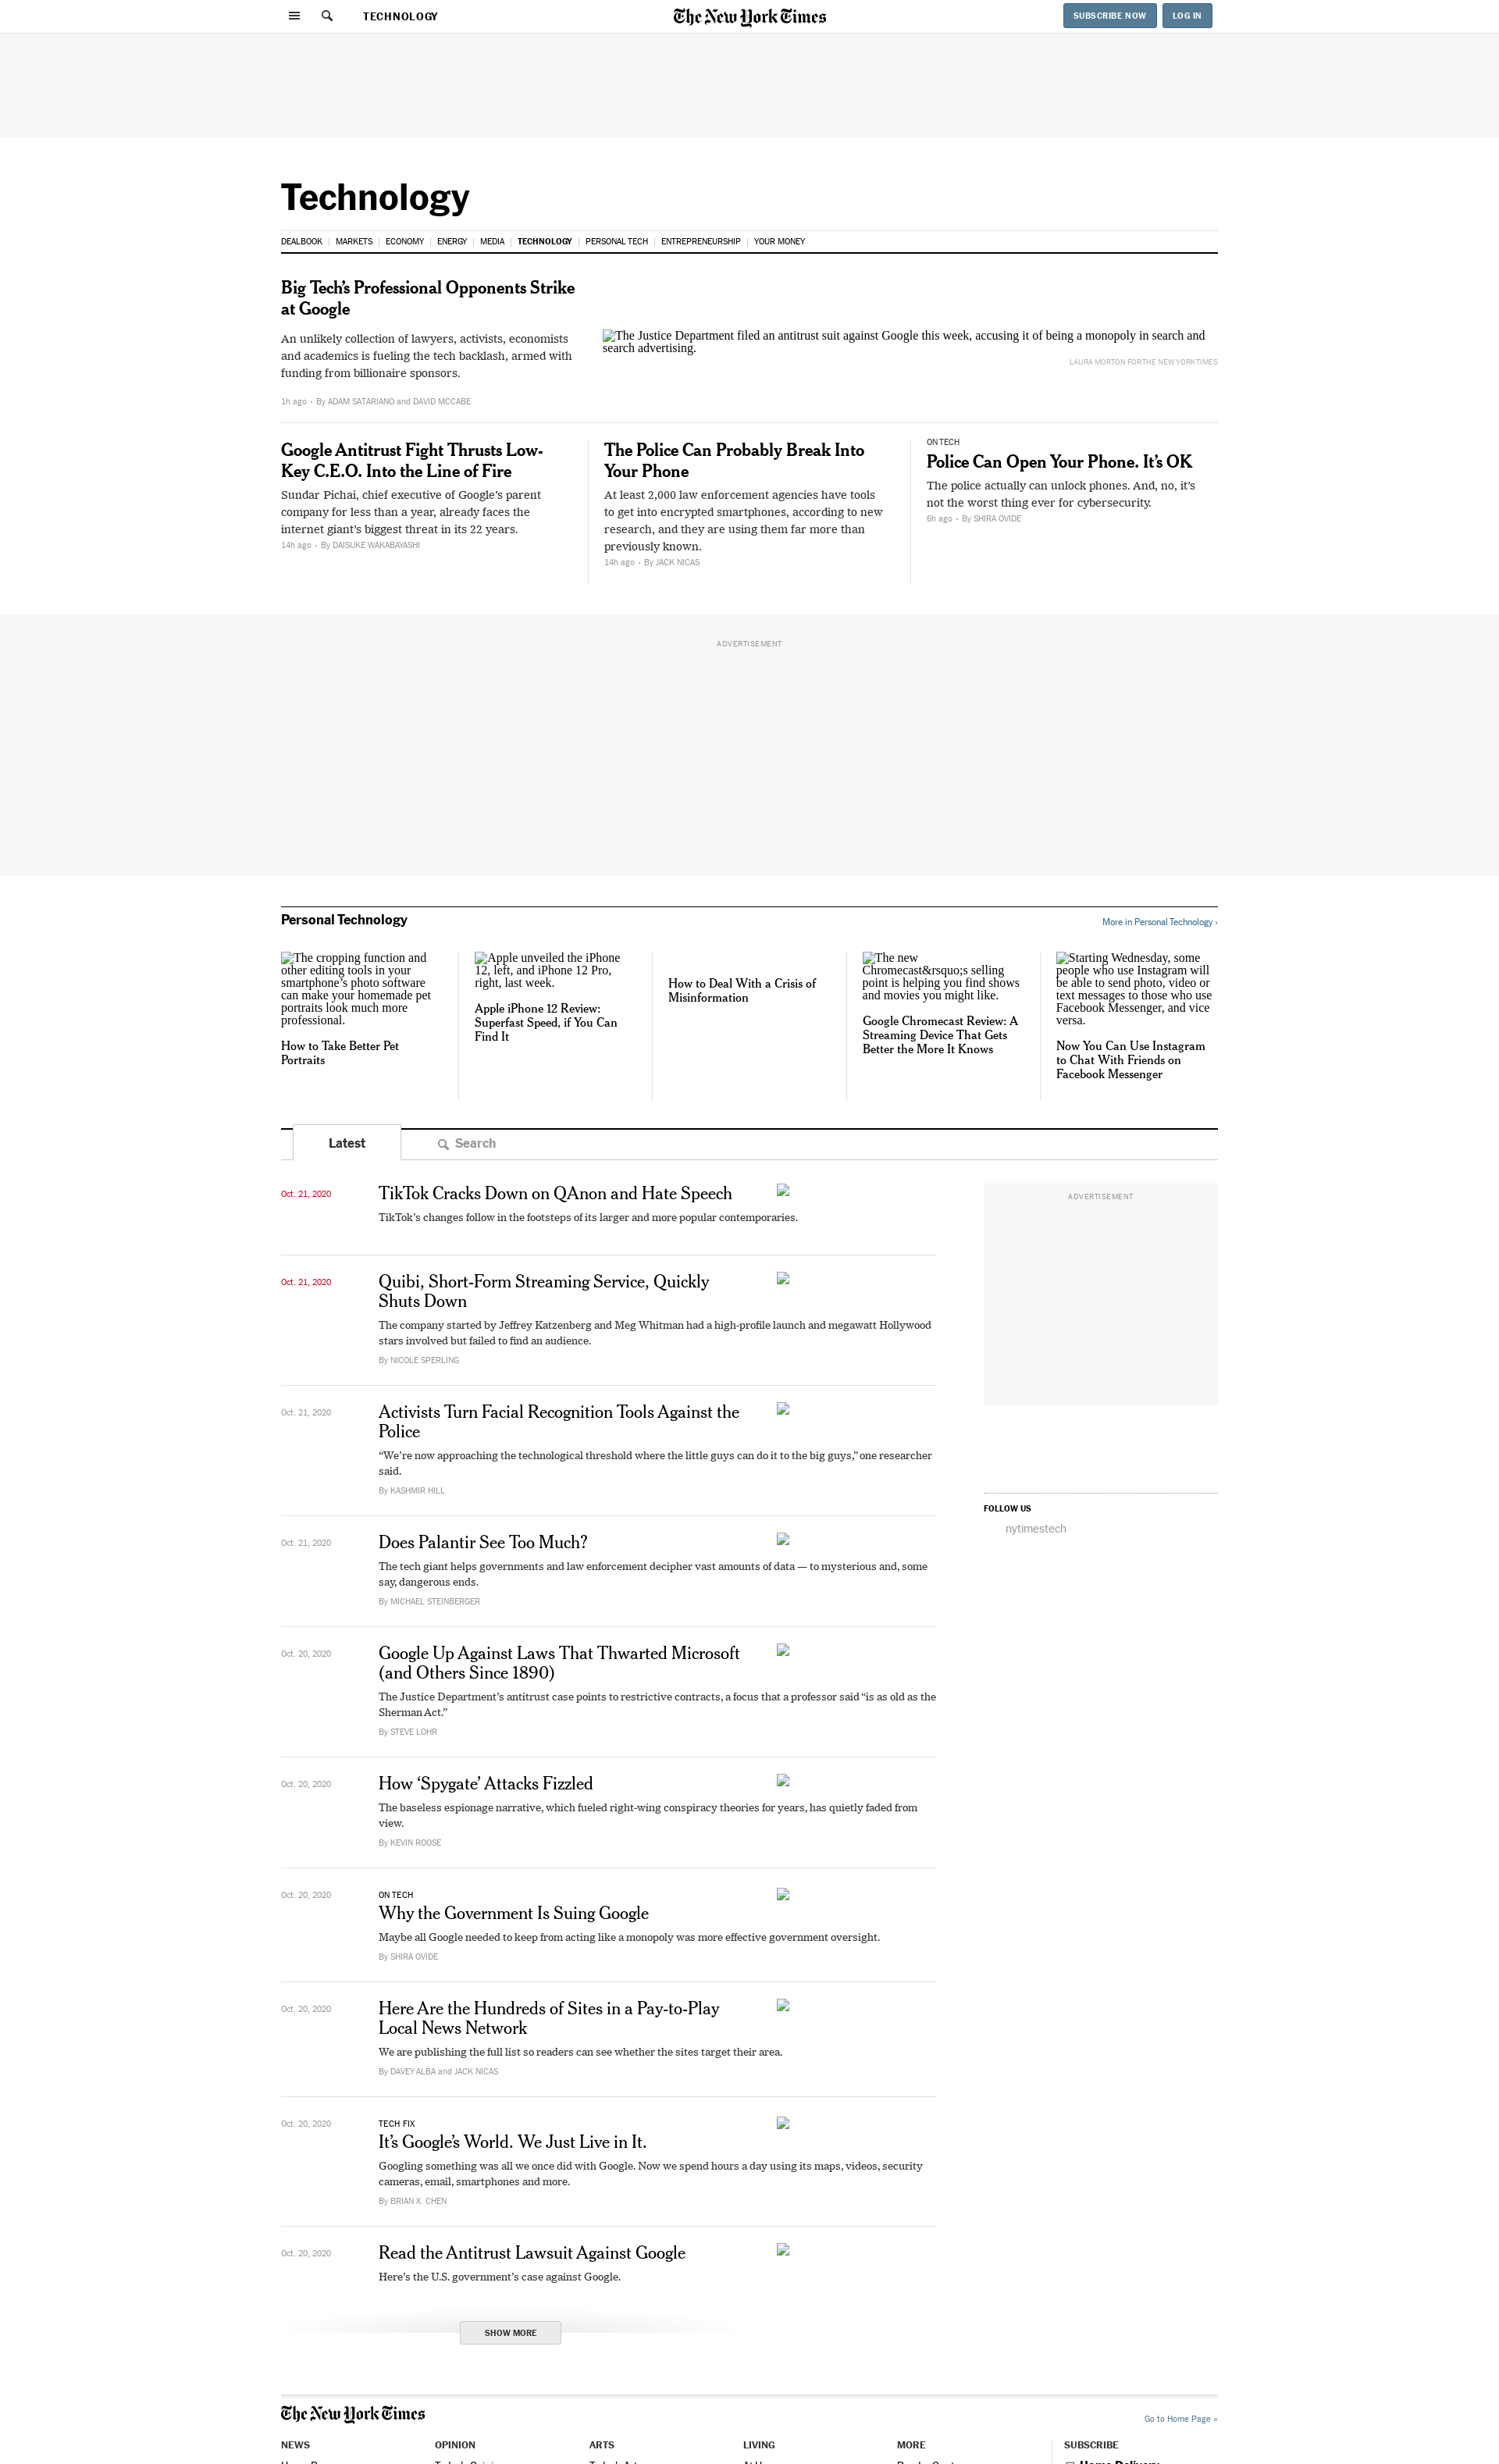 TECHNOLOGY
The New York Times
SUBSCRIBE NOW
LOG IN
Technology
DEALBOOK
MARKETS
ECONOMY
ENERGY
MEDIA
TECHNOLOGY
PERSONAL TECH
ENTREPRENEURSHIP
YOUR MONEY
Big Tech’s Professional Opponents Strike
at Google
An unlikely collection of lawyers, activists, economists
and academics is fueling the tech backlash, armed with
funding from billionaire sponsors.
1h ago • By ADAM SATARIANO and DAVID MCCABE
The Justice Department filed an antitrust suit against Google this week, accusing it of being a monopoly in search and
search advertising.
LAURA MORTON FOR THE NEW YORK TIMES
Google Antitrust Fight Thrusts Low-
Key C.E.O. Into the Line of Fire
Sundar Pichai, chief executive of Google’s parent
company for less than a year, already faces the
internet giant’s biggest threat in its 22 years.
14h ago • By DAISUKE WAKABAYASHI
The Police Can Probably Break Into
Your Phone
At least 2,000 law enforcement agencies have tools
to get into encrypted smartphones, according to new
research, and they are using them far more than
previously known.
14h ago • By JACK NICAS
ON TECH
Police Can Open Your Phone. It’s OK
The police actually can unlock phones. And, no, it’s
not the worst thing ever for cybersecurity.
6h ago • By SHIRA OVIDE
ADVERTISEMENT
Personal Technology
More in Personal Technology ›
The cropping function and
other editing tools in your
smartphone’s photo software
can make your homemade pet
portraits look much more
professional.
How to Take Better Pet
Portraits
Apple unveiled the iPhone
12, left, and iPhone 12 Pro,
right, last week.
Apple iPhone 12 Review:
Superfast Speed, if You Can
Find It
How to Deal With a Crisis of
Misinformation
The new
Chromecast&rsquo;s selling
point is helping you find shows
and movies you might like.
Google Chromecast Review: A
Streaming Device That Gets
Better the More It Knows
Starting Wednesday, some
people who use Instagram will
be able to send photo, video or
text messages to those who use
Facebook Messenger, and vice
versa.
Now You Can Use Instagram
to Chat With Friends on
Facebook Messenger
Latest
Search
Oct. 21, 2020
TikTok Cracks Down on QAnon and Hate Speech
TikTok’s changes follow in the footsteps of its larger and more popular contemporaries.
ADVERTISEMENT
Oct. 21, 2020
Quibi, Short-Form Streaming Service, Quickly
Shuts Down
The company started by Jeffrey Katzenberg and Meg Whitman had a high-profile launch and megawatt Hollywood
stars involved but failed to find an audience.
By NICOLE SPERLING
Oct. 21, 2020
Activists Turn Facial Recognition Tools Against the
Police
“We’re now approaching the technological threshold where the little guys can do it to the big guys,” one researcher
said.
By KASHMIR HILL
FOLLOW US
nytimestech
Oct. 21, 2020
Does Palantir See Too Much?
The tech giant helps governments and law enforcement decipher vast amounts of data — to mysterious and, some
say, dangerous ends.
By MICHAEL STEINBERGER
Oct. 20, 2020
Google Up Against Laws That Thwarted Microsoft
(and Others Since 1890)
The Justice Department’s antitrust case points to restrictive contracts, a focus that a professor said “is as old as the
Sherman Act.”
By STEVE LOHR
Oct. 20, 2020
How ‘Spygate’ Attacks Fizzled
The baseless espionage narrative, which fueled right-wing conspiracy theories for years, has quietly faded from
view.
By KEVIN ROOSE
Oct. 20, 2020
ON TECH
Why the Government Is Suing Google
Maybe all Google needed to keep from acting like a monopoly was more effective government oversight.
By SHIRA OVIDE
Oct. 20, 2020
Here Are the Hundreds of Sites in a Pay-to-Play
Local News Network
We are publishing the full list so readers can see whether the sites target their area.
By DAVEY ALBA and JACK NICAS
Oct. 20, 2020
TECH FIX
It’s Google’s World. We Just Live in It.
Googling something was all we once did with Google. Now we spend hours a day using its maps, videos, security
cameras, email, smartphones and more.
By BRIAN X. CHEN
Oct. 20, 2020
Read the Antitrust Lawsuit Against Google
Here’s the U.S. government’s case against Google.
SHOW MORE
The New York Times
Go to Home Page »
NEWS
OPINION
ARTS
LIVING
MORE
SUBSCRIBE